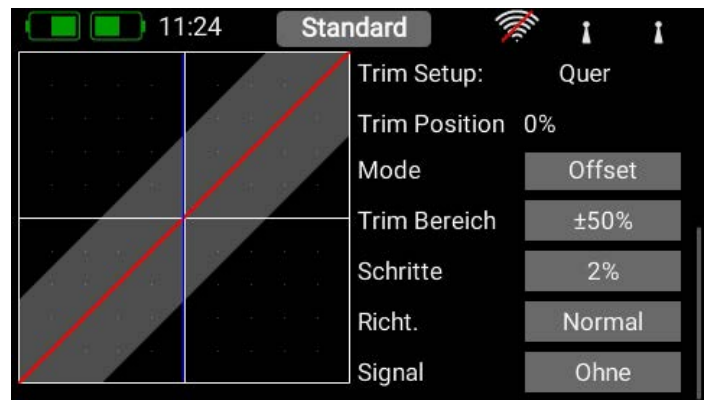 11:24 Standard
Trim Setup: Quer
Trim Position 0%
Mode Offset
Trim Bereich ±50%
Schritte 2%
Richt. Normal
Signal Ohne